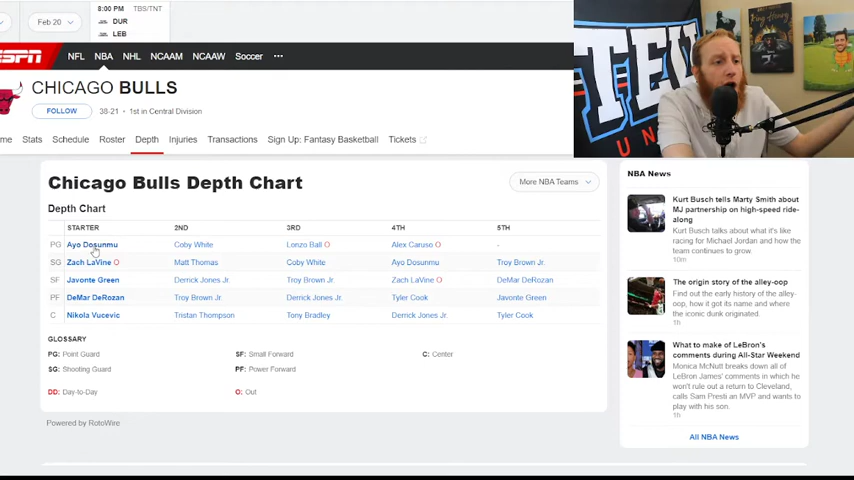 8:00 PM TBS/TNT
Feb 20
DUR
LEB
ESPN NFL NBA NHL NCAAM NCAAW Soccer
CHICAGO BULLS
FOLLOW 38-21 • 1st in Central Division
me Stats Schedule Roster Depth Injuries Transactions Sign Up: Fantasy Basketball Tickets
Chicago Bulls Depth Chart
More NBA Teams
Depth Chart
STARTER 2ND 3RD 4TH 5TH
PG Ayo Dosunmu Coby White Lonzo Ball O Alex Caruso O -
SG Zach LaVine O Matt Thomas Coby White Ayo Dosunmu Troy Brown Jr.
SF Javonte Green Derrick Jones Jr. Troy Brown Jr. Zach LaVine O DeMar DeRozan
PF DeMar DeRozan Troy Brown Jr. Derrick Jones Jr. Tyler Cook Javonte Green
C Nikola Vucevic Tristan Thompson Tony Bradley Derrick Jones Jr. Tyler Cook
GLOSSARY
PG: Point Guard SF: Small Forward C: Center
SG: Shooting Guard PF: Power Forward
DD: Day-to-Day O: Out
Powered by RotoWire
NBA News
Kurt Busch tells Marty Smith about
MJ partnership on high-speed ride-
along
Kurt Busch talks about what it's like
racing for Michael Jordan and how the
team continues to grow.
10m
The origin story of the alley-oop
Find out the early history of the alley-
oop, how it got its name and where
the iconic dunk originated.
1h
What to make of LeBron's
comments during All-Star Weekend
Monica McNutt breaks down all of
LeBron James' comments in which he
won't rule out a return to Cleveland,
calls Sam Presti an MVP and wants to
play with his son.
1h
All NBA News